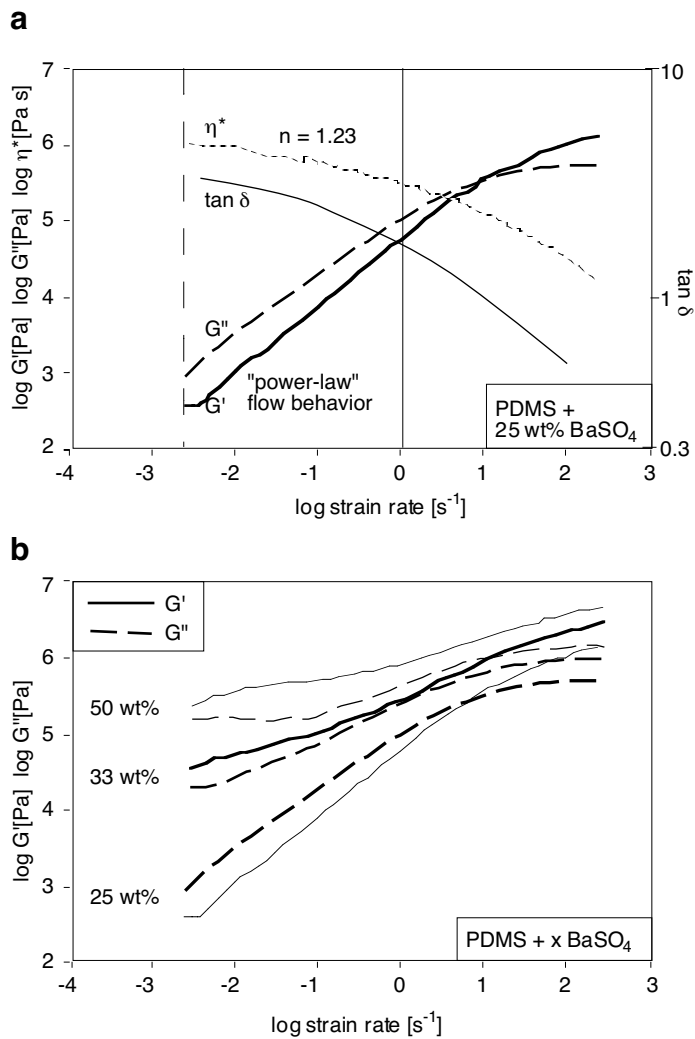 a
log G'[Pa] log G"[Pa] log η*[Pa s]
7
6
5
4
3
2
10
1
0.3
tan δ
η*
n = 1.23
tan δ
G"
G'
"power-law"
flow behavior
PDMS +
25 wt% BaSO4
-4 -3 -2 -1 0 1 2 3
log strain rate [s-1]
b
log G'[Pa] log G"[Pa]
7
6
5
4
3
2
G'
G"
50 wt%
33 wt%
25 wt%
PDMS + x BaSO4
-4 -3 -2 -1 0 1 2 3
log strain rate [s-1]